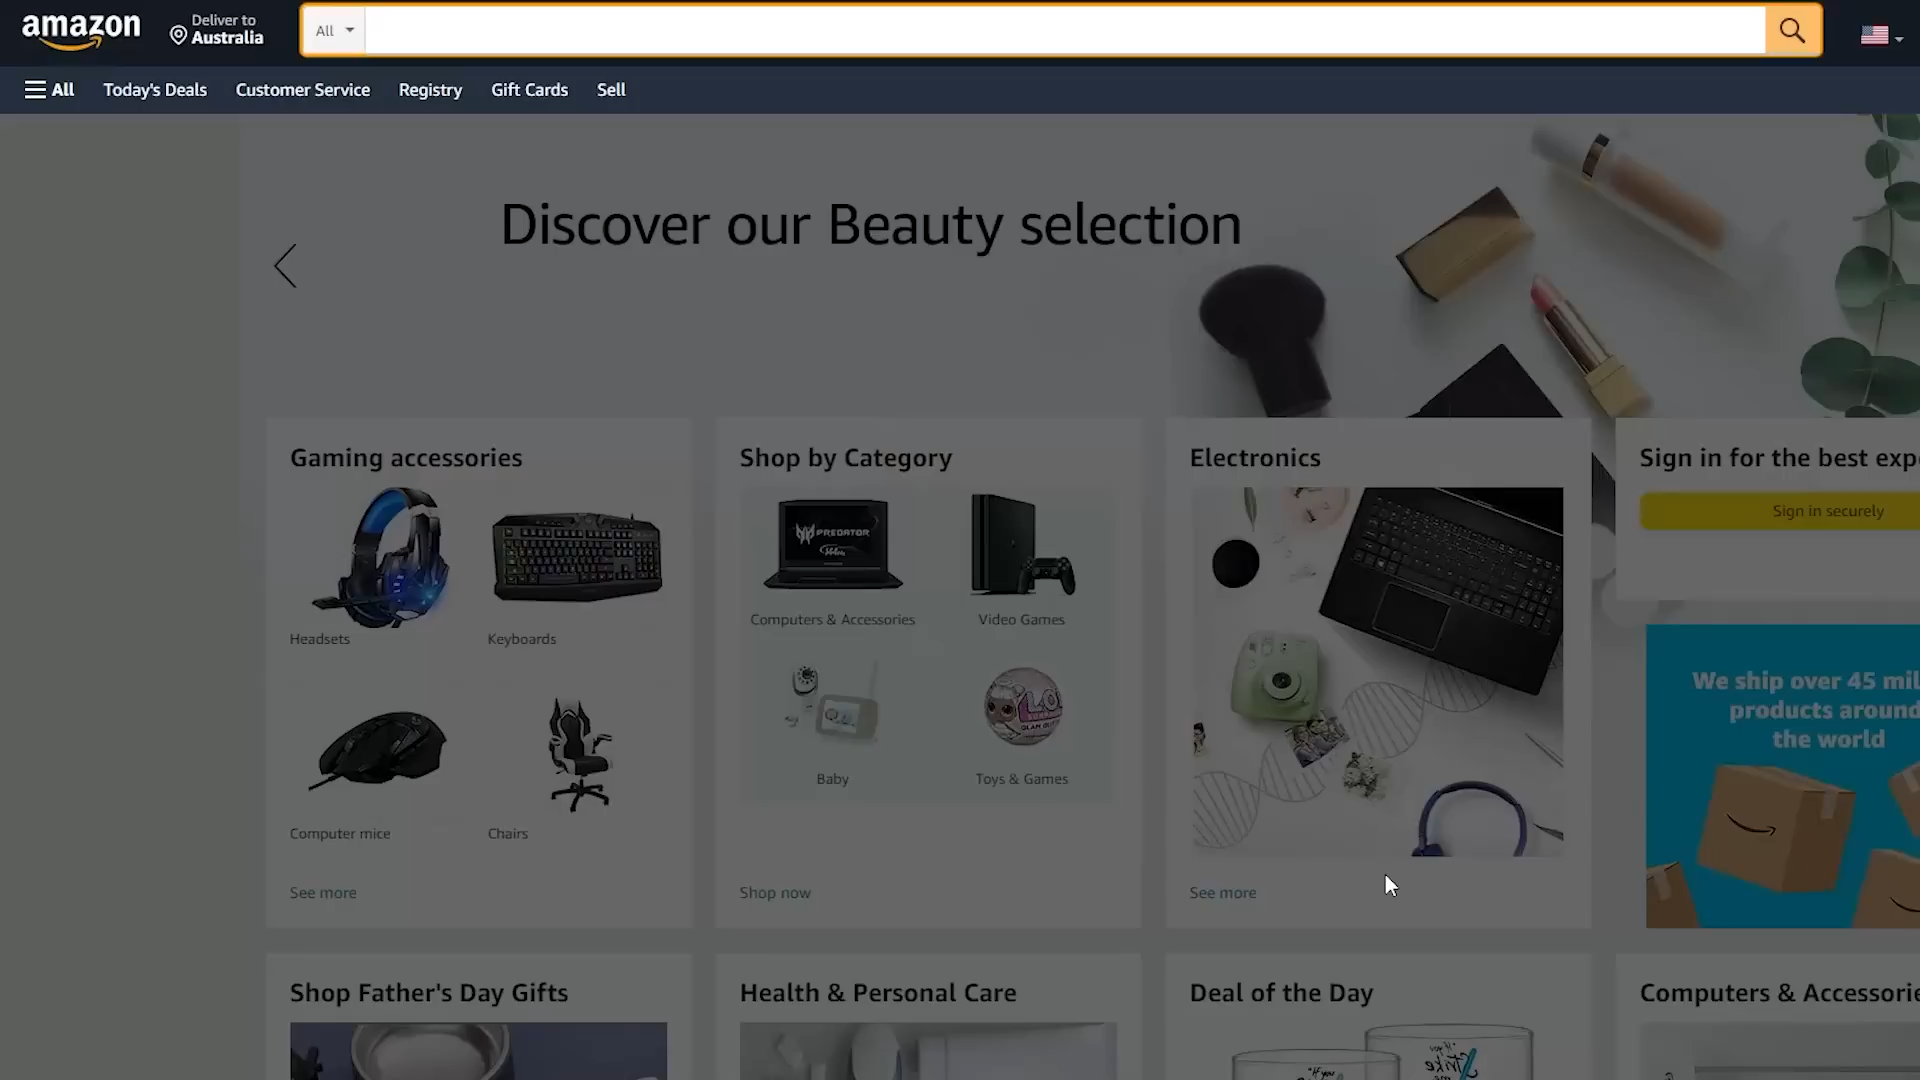 amazon
Deliver to
Australia
All
All
Today's Deals
Customer Service
Registry
Gift Cards
Sell
Discover our Beauty selection
Gaming accessories
Headsets
Keyboards
Computer mice
Chairs
See more
Shop by Category
PREDATOR
Helios
Computers & Accessories
Video Games
Baby
Toys & Games
Shop now
Electronics
See more
Sign in for the best exp
Sign in securely
We ship over 45 mil
products around
the world
Shop Father's Day Gifts
Health & Personal Care
Deal of the Day
Computers & Accessorie